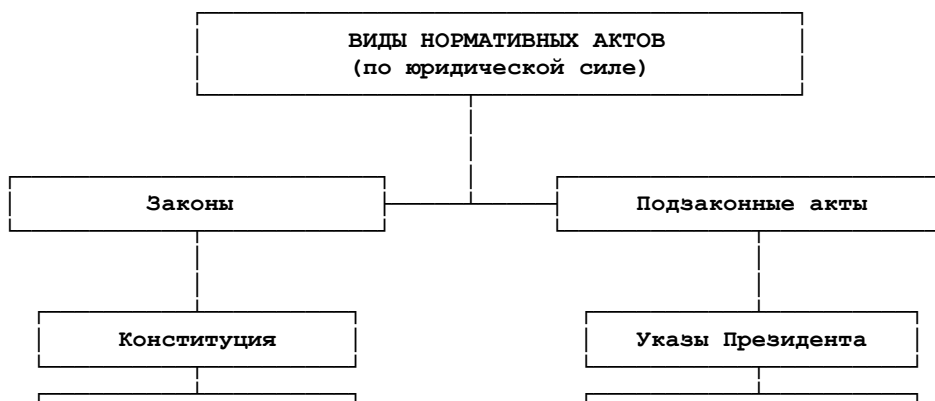 ВИДЫ НОРМАТИВНЫХ АКТОВ
(по юридической силе)
Законы
Подзаконные акты
Конституция
Указы Президента